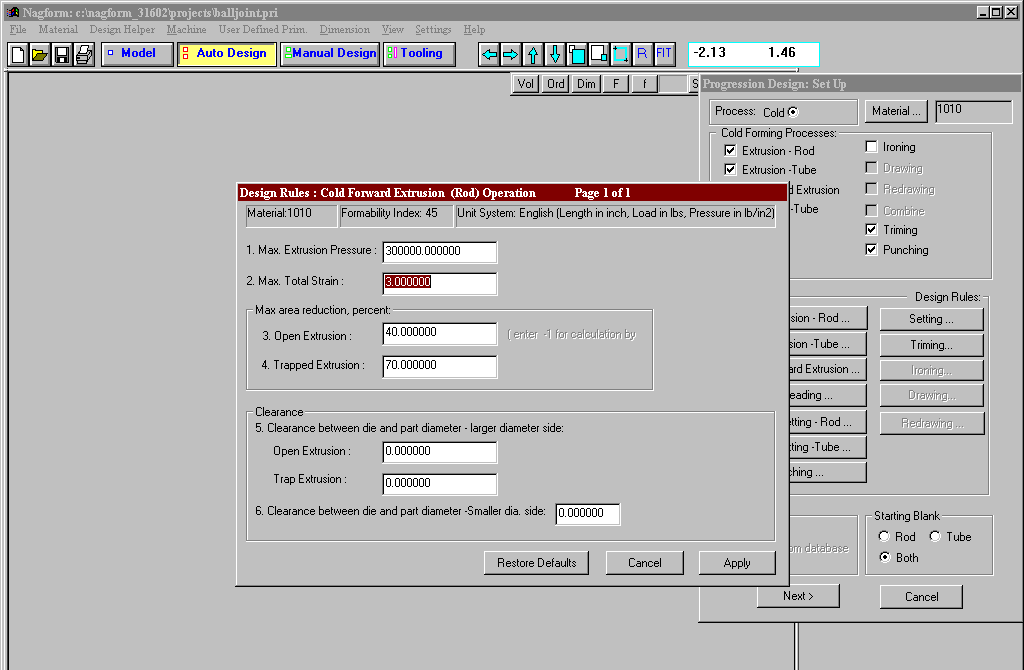 Nagform: c:\nagform_31602\projects\balljoint.pri
File Material Design Helper Machine User Defined Prim. Dimension View Settings Help
Model Auto Design Manual Design Tooling R FIT -2.13 1.46
Vol Ord Dim F f S
Progression Design: Set Up
Process: Cold Material ... 1010
Cold Forming Processes:
Extrusion - Rod Ironing
Extrusion -Tube Drawing
d Extrusion Redrawing
-Tube Combine
Triming
Punching
Design Rules : Cold Forward Extrusion (Rod) Operation Page 1 of 1
Material:1010 Formability Index: 45 Unit System: English (Length in inch, Load in lbs, Pressure in lb/in2)
1. Max. Extrusion Pressure : 300000.000000
2. Max. Total Strain : 3.000000
Max area reduction, percent:
3. Open Extrusion : 40.000000 ( enter -1 for calculation by
4. Trapped Extrusion : 70.000000
Clearance
5. Clearance between die and part diameter - larger diameter side:
Open Extrusion : 0.000000
Trap Extrusion : 0.000000
6. Clearance between die and part diameter -Smaller dia. side: 0.000000
Restore Defaults Cancel Apply
Design Rules:
sion - Rod ... Setting ...
sion -Tube ... Triming...
ard Extrusion ... Ironing...
eading ... Drawing...
tting - Rod ... Redrawing ...
tting -Tube ...
ching ...
om database
Starting Blank
Rod Tube
Both
Next > Cancel